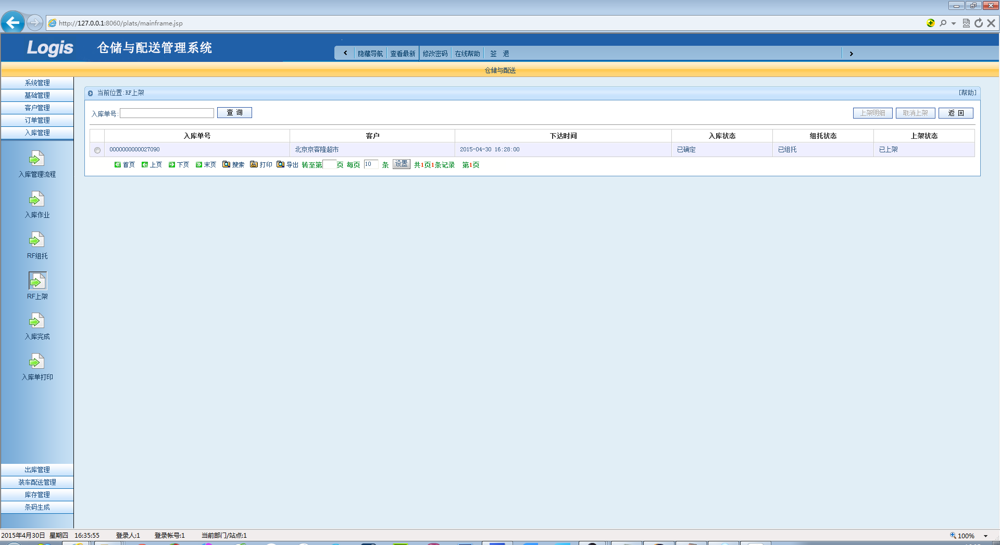 http://127.0.0.1:8060/plats/mainframe.jsp
Logis 仓储与配送管理系统
隐藏导航 查看最新 修改密码 在线帮助 签 退
仓储与配送
系统管理
基础管理
客户管理
订单管理
入库管理
入库管理流程
入库作业
RF组托
RF上架
入库完成
入库单打印
出库管理
装车配送管理
库存管理
条码生成
当前位置:RF上架 [帮助]
入库单号: 查 询 上架明细 取消上架 返 回
入库单号 客户 下达时间 入库状态 组托状态 上架状态
0000000000027090 北京京客隆超市 2015-04-30 16:28:00 已确定 已组托 已上架
首页 上页 下页 末页 搜索 打印 导出 转至第 页 每页 10 条 设置 共1页1条记录 第1页
2015年4月30日 星期四 16:35:55 登录人:1 登录帐号:1 当前部门/站点:1 100%